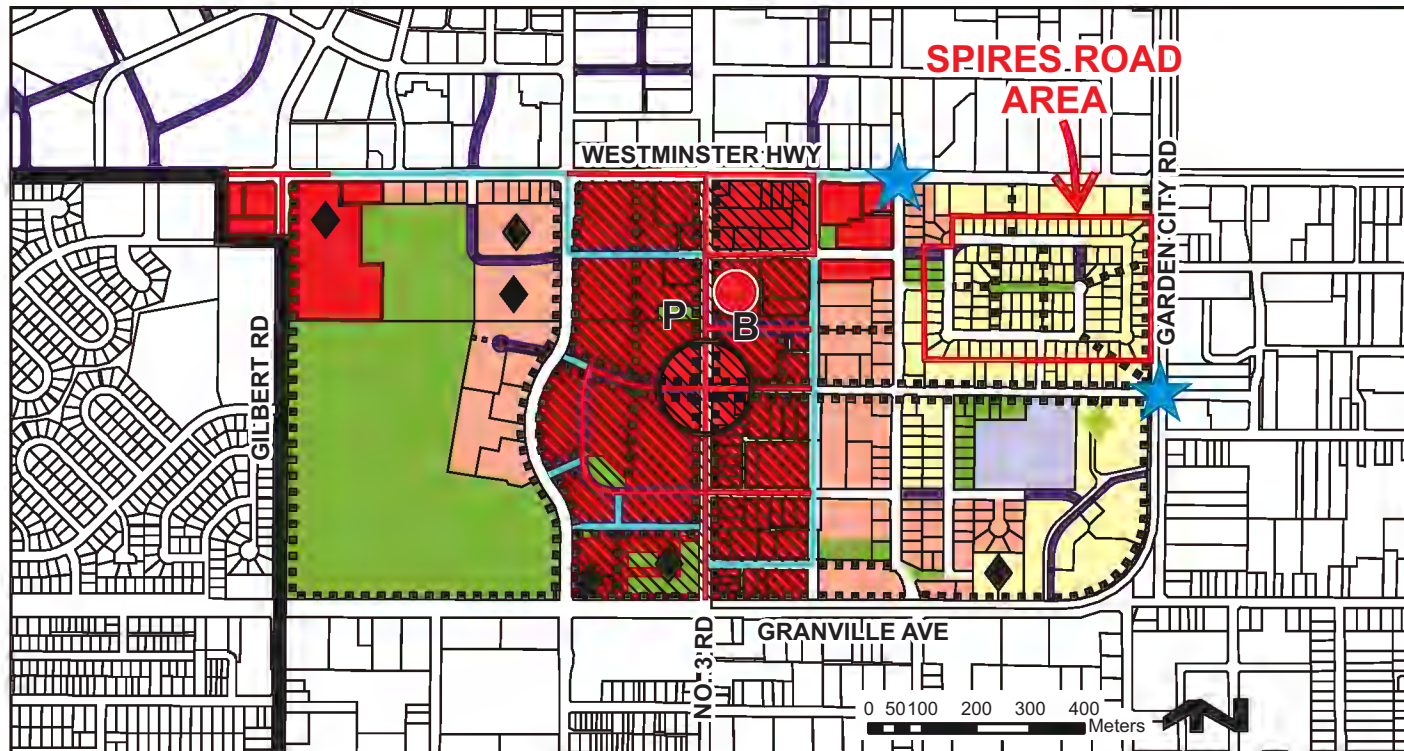 SPIRES ROAD
AREA
WESTMINSTER HWY
GARDEN CITY RD
GILBERT RD
P
B
NO. 3 RD
GRANVILLE AVE
0 50 100 200 300 400
Meters
N